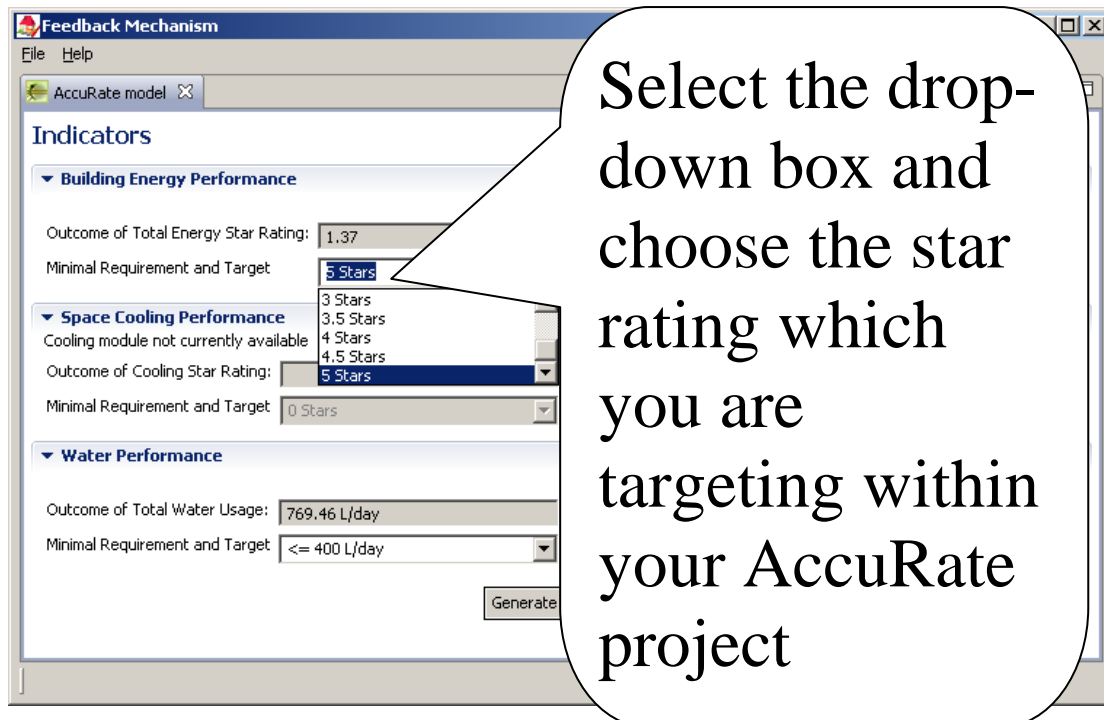 Feedback Mechanism
File Help
AccuRate model
Indicators
Building Energy Performance
Outcome of Total Energy Star Rating: 1.37
Minimal Requirement and Target 5 Stars
3 Stars
3.5 Stars
4 Stars
4.5 Stars
5 Stars
Space Cooling Performance
Cooling module not currently available
Outcome of Cooling Star Rating:
Minimal Requirement and Target 0 Stars
Water Performance
Outcome of Total Water Usage: 769.46 L/day
Minimal Requirement and Target <= 400 L/day
Generate
Select the drop-
down box and
choose the star
rating which
you are
targeting within
your AccuRate
project